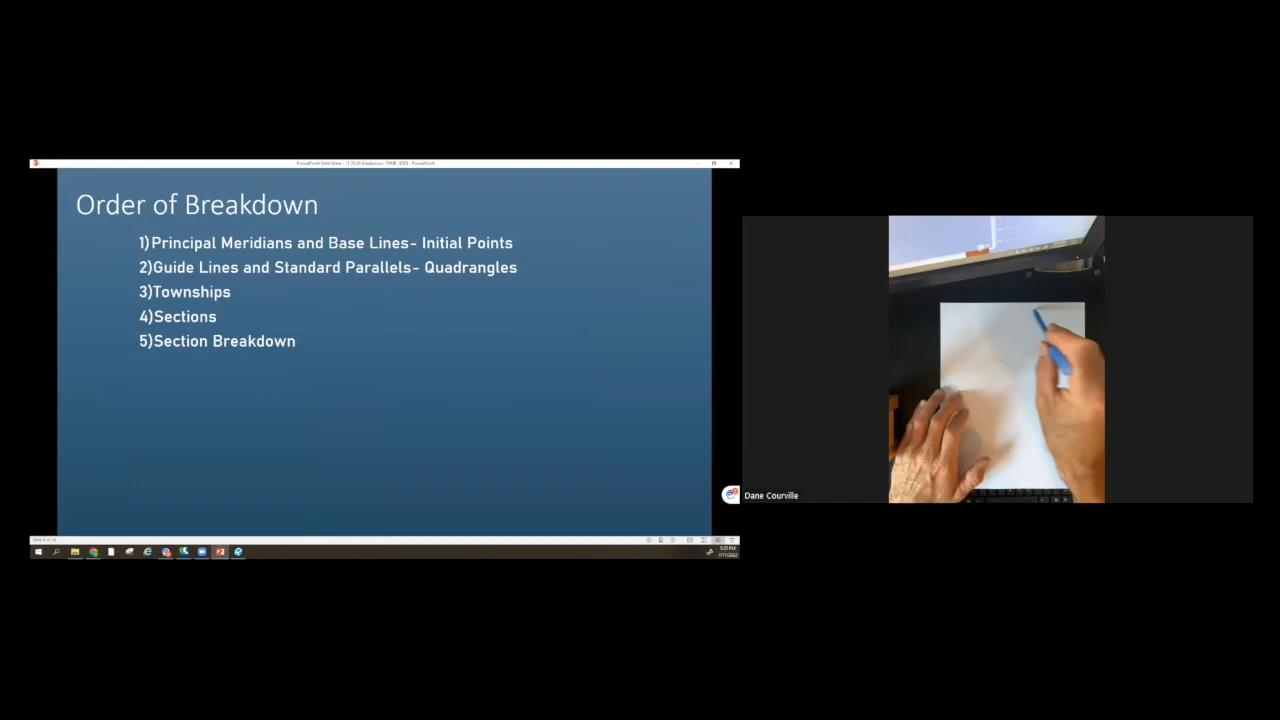 Order of Breakdown
1)Principal Meridians and Base Lines- Initial Points
2)Guide Lines and Standard Parallels- Quadrangles
3)Townships
4)Sections
5)Section Breakdown
Dane Courville